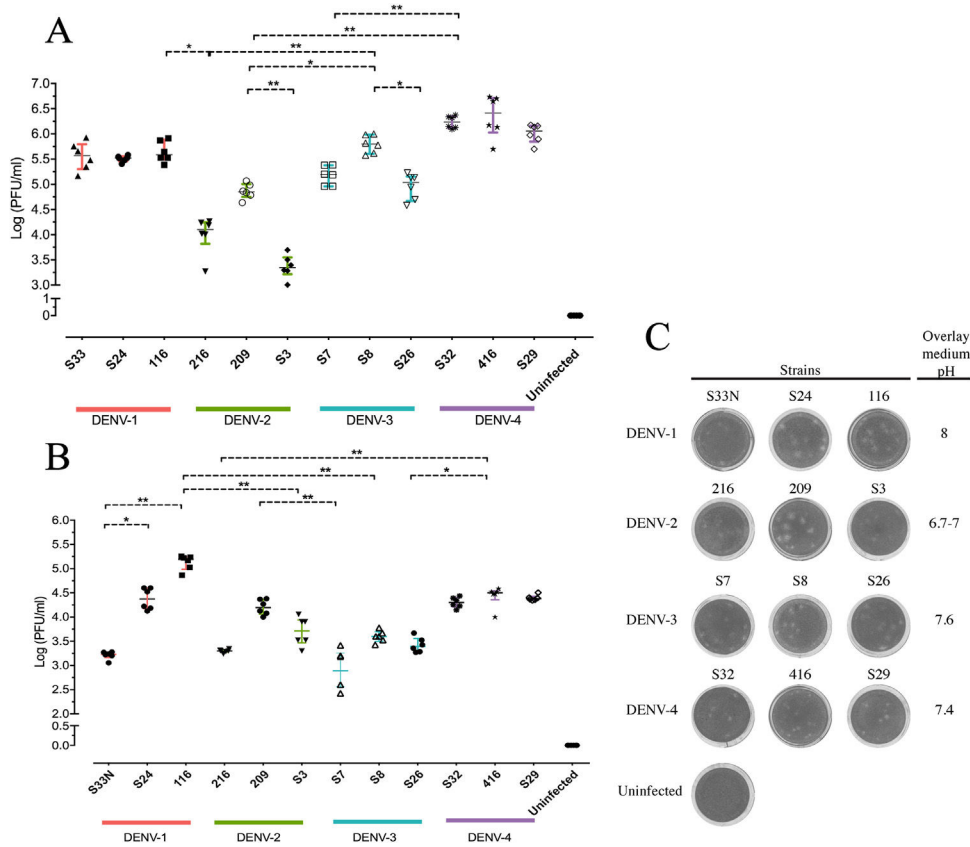 A
** 
**
* **
*
** *
7.0
6.5
6.0
5.5
5.0
4.5
4.0
3.5
3.0
1
0
Log (PFU/ml)
S33 S24 116 216 209 S3 S7 S8 S26 S32 416 S29 Uninfected
DENV-1 DENV-2 DENV-3 DENV-4
B
**
** *
**
** **
*
6.0
5.5
5.0
4.5
4.0
3.5
3.0
2.5
2.0
0.5
0.0
Log (PFU/ml)
S33N S24 116 216 209 S3 S7 S8 S26 S32 416 S29 Uninfected
DENV-1 DENV-2 DENV-3 DENV-4
C
Overlay
medium
pH
Strains
S33N S24 116
DENV-1 8
216 209 S3
DENV-2 6.7-7
S7 S8 S26
DENV-3 7.6
S32 416 S29
DENV-4 7.4
Uninfected